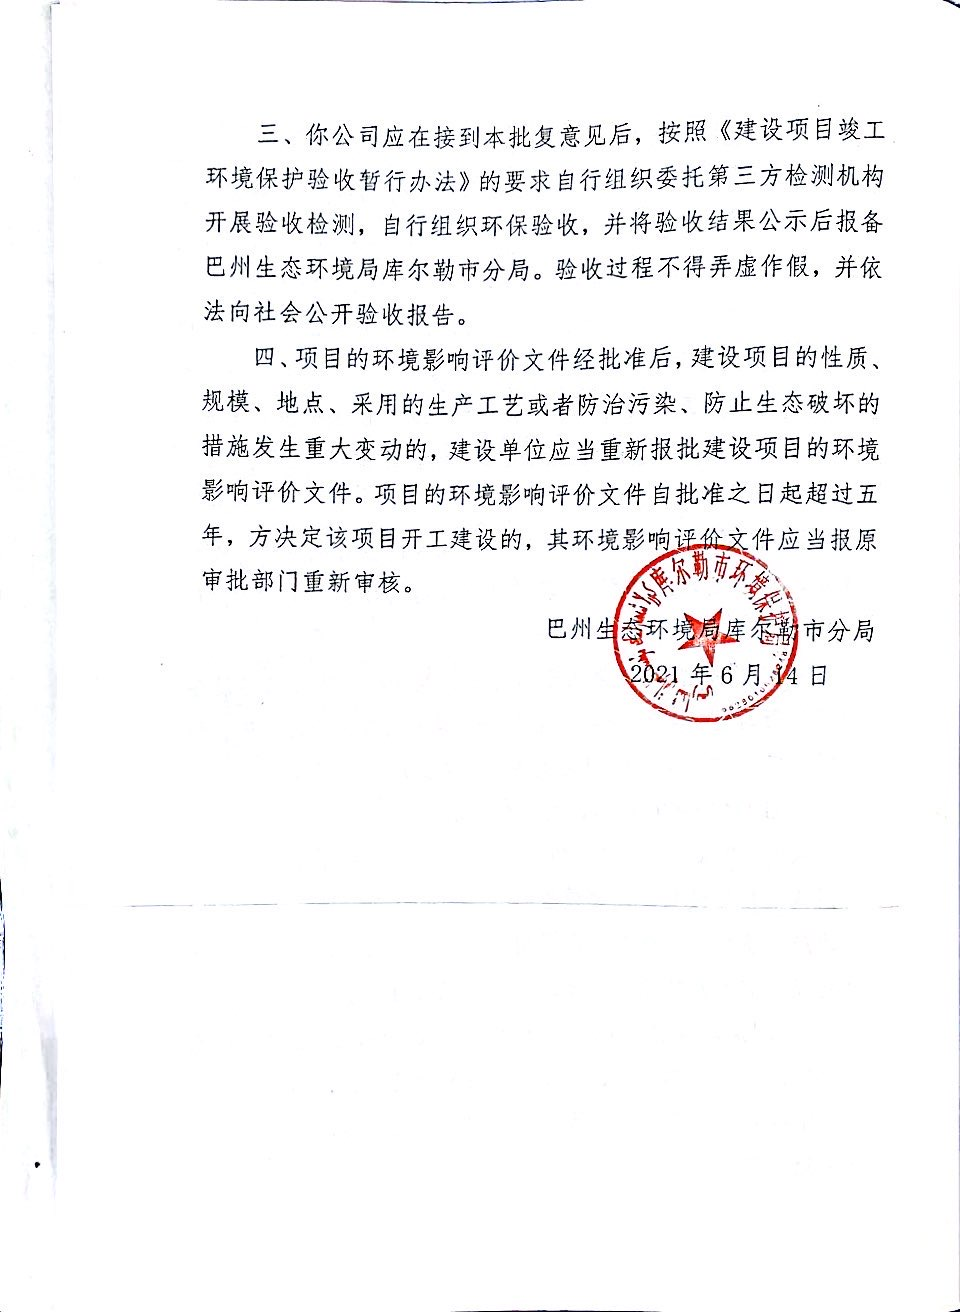 三、你公司应在接到本批复意见后，按照《建设项目竣工
环境保护验收暂行办法》的要求自行组织委托第三方检测机构
开展验收检测，自行组织环保验收，并将验收结果公示后报备
巴州生态环境局库尔勒市分局。验收过程不得弄虚作假，并依
法向社会公开验收报告。
四、项目的环境影响评价文件经批准后，建设项目的性质、
规模、地点、采用的生产工艺或者防治污染、防止生态破坏的
措施发生重大变动的，建设单位应当重新报批建设项目的环境
影响评价文件。项目的环境影响评价文件自批准之日起超过五
年，方决定该项目开工建设的，其环境影响评价文件应当报原
审批部门重新审核。
库尔勒市环境保护局
巴州生态环境局库尔勒市分局
2021 年 6 月 14 日